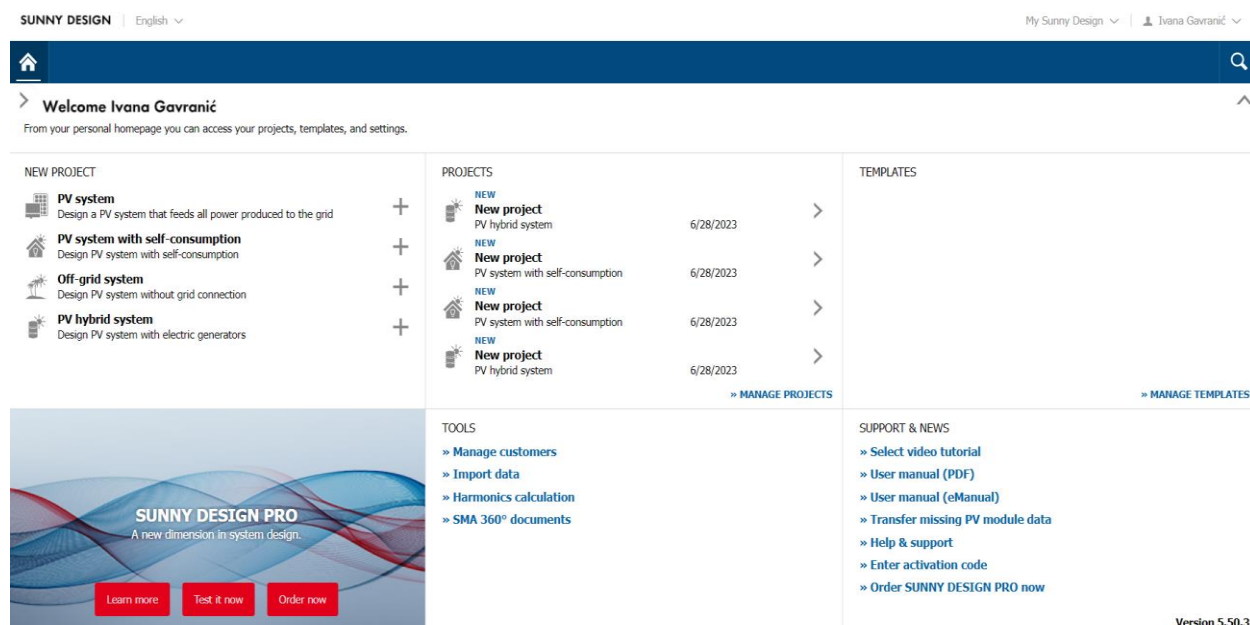 SUNNY DESIGN
English
My Sunny Design
Ivana Gavranić
Welcome Ivana Gavranić
From your personal homepage you can access your projects, templates, and settings.
NEW PROJECT
PV system
Design a PV system that feeds all power produced to the grid
PV system with self-consumption
Design PV system with self-consumption
Off-grid system
Design PV system without grid connection
PV hybrid system
Design PV system with electric generators
PROJECTS
NEW
New project
PV hybrid system 6/28/2023
NEW
New project
PV system with self-consumption 6/28/2023
NEW
New project
PV system with self-consumption 6/28/2023
NEW
New project
PV hybrid system 6/28/2023
» MANAGE PROJECTS
TEMPLATES
» MANAGE TEMPLATES
SUNNY DESIGN PRO
A new dimension in system design.
Learn more
Test it now
Order now
TOOLS
» Manage customers
» Import data
» Harmonics calculation
» SMA 360° documents
SUPPORT & NEWS
» Select video tutorial
» User manual (PDF)
» User manual (eManual)
» Transfer missing PV module data
» Help & support
» Enter activation code
» Order SUNNY DESIGN PRO now
Version 5.50.3